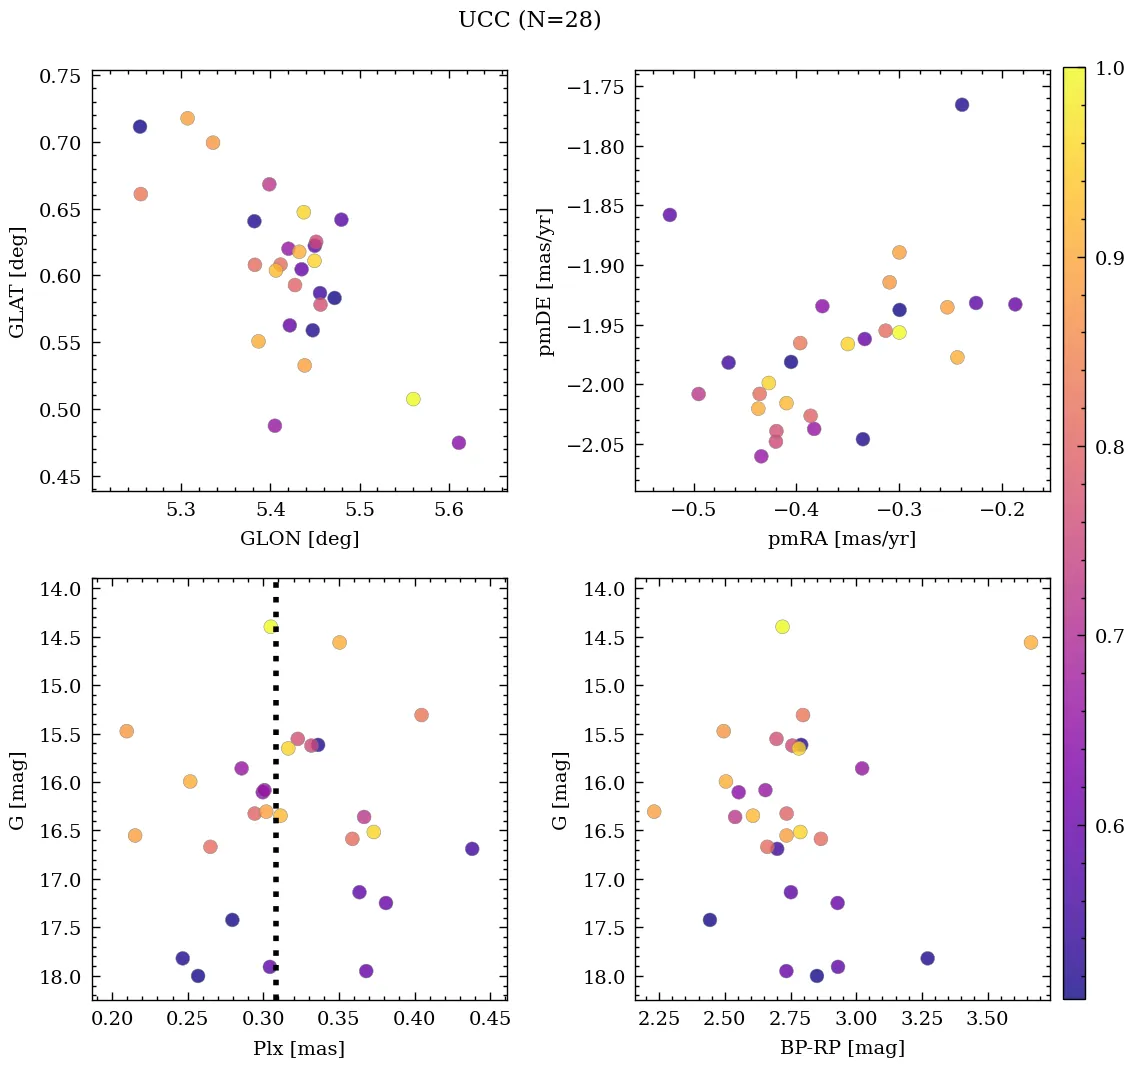 UCC (N=28)
0.75
0.70
0.65
0.60
0.55
0.50
0.45
GLAT [deg]
5.3 5.4 5.5 5.6
GLON [deg]
−1.75
−1.80
−1.85
−1.90
−1.95
−2.00
−2.05
pmDE [mas/yr]
−0.5 −0.4 −0.3 −0.2
pmRA [mas/yr]
1.0
0.9
0.8
0.7
0.6
14.0
14.5
15.0
15.5
16.0
16.5
17.0
17.5
18.0
G [mag]
0.20 0.25 0.30 0.35 0.40 0.45
Plx [mas]
14.0
14.5
15.0
15.5
16.0
16.5
17.0
17.5
18.0
G [mag]
2.25 2.50 2.75 3.00 3.25 3.50
BP-RP [mag]